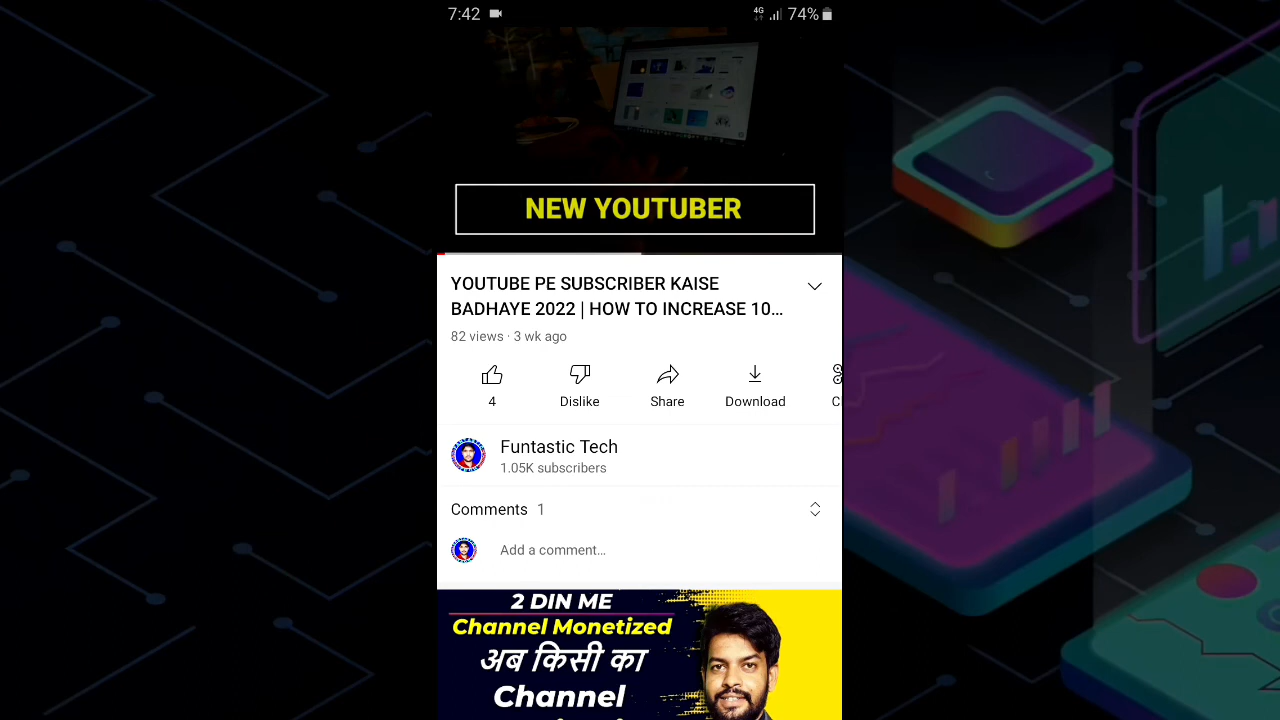 7:42
4G 74%
NEW YOUTUBER
YOUTUBE PE SUBSCRIBER KAISE
BADHAYE 2022 | HOW TO INCREASE 10...
82 views · 3 wk ago
4 Dislike Share Download
Funtastic Tech
1.05K subscribers
Comments 1
Add a comment...
2 DIN ME
Channel Monetized
अब किसी का
Channel